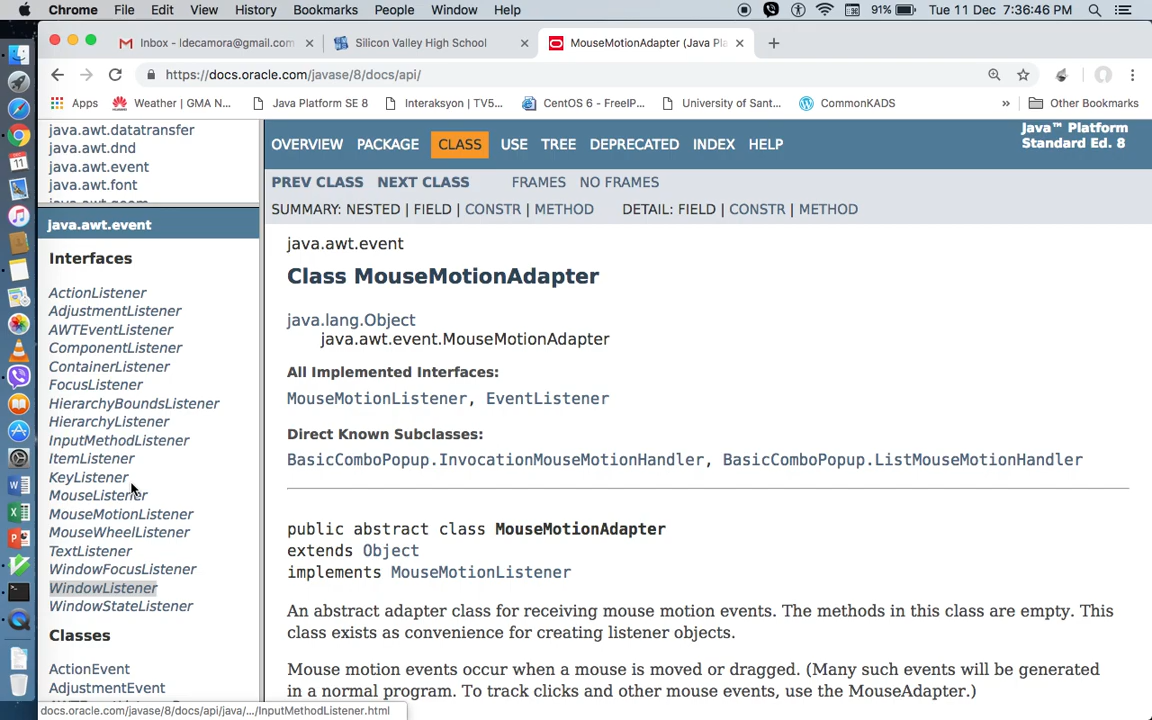 Chrome File Edit View History Bookmarks People Window Help 91% Tue 11 Dec 7:36:46 PM
Inbox - ldecamora@gmail.com Silicon Valley High School MouseMotionAdapter (Java Pla
https://docs.oracle.com/javase/8/docs/api/
Apps Weather | GMA N... Java Platform SE 8 Interaksyon | TV5... CentOS 6 - FreeIP... University of Sant... CommonKADS » Other Bookmarks
java.awt.datatransfer
java.awt.dnd
java.awt.event
java.awt.font
java.awt.geom
java.awt.event
Interfaces
ActionListener
AdjustmentListener
AWTEventListener
ComponentListener
ContainerListener
FocusListener
HierarchyBoundsListener
HierarchyListener
InputMethodListener
ItemListener
KeyListener
MouseListener
MouseMotionListener
MouseWheelListener
TextListener
WindowFocusListener
WindowListener
WindowStateListener
Classes
ActionEvent
AdjustmentEvent
docs.oracle.com/javase/8/docs/api/java/.../InputMethodListener.html
OVERVIEW PACKAGE CLASS USE TREE DEPRECATED INDEX HELP
Java™ Platform
Standard Ed. 8
PREV CLASS NEXT CLASS FRAMES NO FRAMES
SUMMARY: NESTED | FIELD | CONSTR | METHOD DETAIL: FIELD | CONSTR | METHOD
java.awt.event
Class MouseMotionAdapter
java.lang.Object
java.awt.event.MouseMotionAdapter
All Implemented Interfaces:
MouseMotionListener, EventListener
Direct Known Subclasses:
BasicComboPopup.InvocationMouseMotionHandler, BasicComboPopup.ListMouseMotionHandler
public abstract class MouseMotionAdapter
extends Object
implements MouseMotionListener
An abstract adapter class for receiving mouse motion events. The methods in this class are empty. This
class exists as convenience for creating listener objects.
Mouse motion events occur when a mouse is moved or dragged. (Many such events will be generated
in a normal program. To track clicks and other mouse events, use the MouseAdapter.)